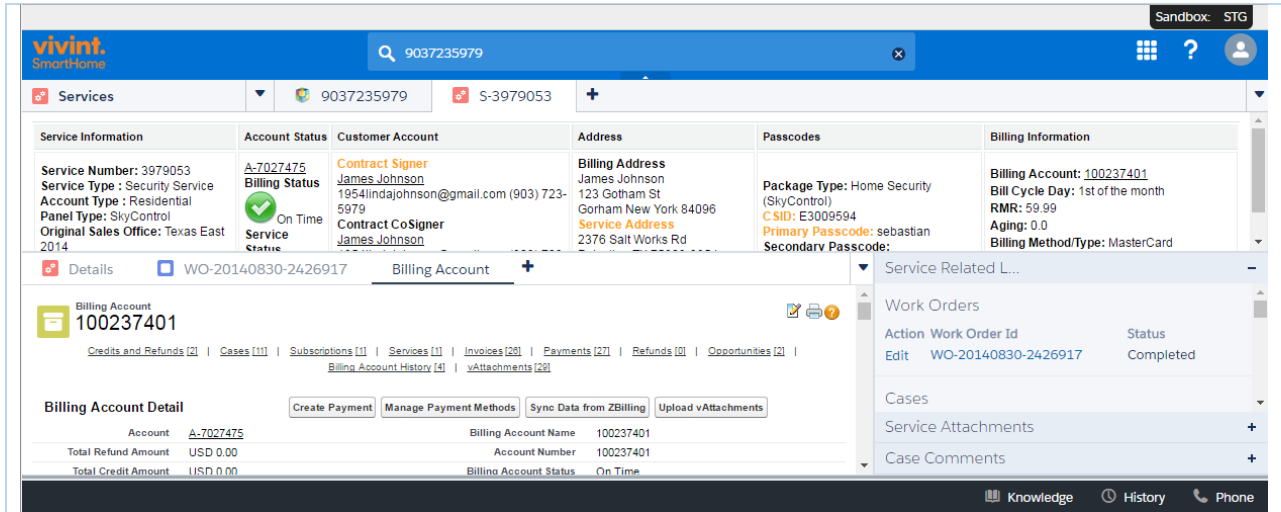 Sandbox: STG
vivint.
SmartHome
9037235979
?
Services
9037235979
S-3979053
+
Service Information
Account Status
Customer Account
Address
Passcodes
Billing Information
Service Number: 3979053
Service Type : Security Service
Account Type : Residential
Panel Type: SkyControl
Original Sales Office: Texas East
2014
A-7027475
Billing Status
On Time
Service
Status
Contract Signer
James Johnson
1954lindajohnson@gmail.com (903) 723-
5979
Contract CoSigner
James Johnson
Billing Address
James Johnson
123 Gotham St
Gorham New York 84096
Service Address
2376 Salt Works Rd
Package Type: Home Security
(SkyControl)
CSID: E3009594
Primary Passcode: sebastian
Secondary Passcode:
Billing Account: 100237401
Bill Cycle Day: 1st of the month
RMR: 59.99
Aging: 0.0
Billing Method/Type: MasterCard
Details
WO-20140830-2426917
Billing Account
+
Billing Account
100237401
?
Credits and Refunds [2] | Cases [11] | Subscriptions [1] | Services [1] | Invoices [26] | Payments [27] | Refunds [0] | Opportunities [2] |
Billing Account History [4] | vAttachments [29]
Billing Account Detail
Create Payment
Manage Payment Methods
Sync Data from ZBilling
Upload vAttachments
Account A-7027475
Billing Account Name 100237401
Total Refund Amount USD 0.00
Account Number 100237401
Total Credit Amount USD 0.00
Billing Account Status On Time
Service Related L...
Work Orders
Action Work Order Id Status
Edit WO-20140830-2426917 Completed
Cases
Service Attachments +
Case Comments +
Knowledge
History
Phone